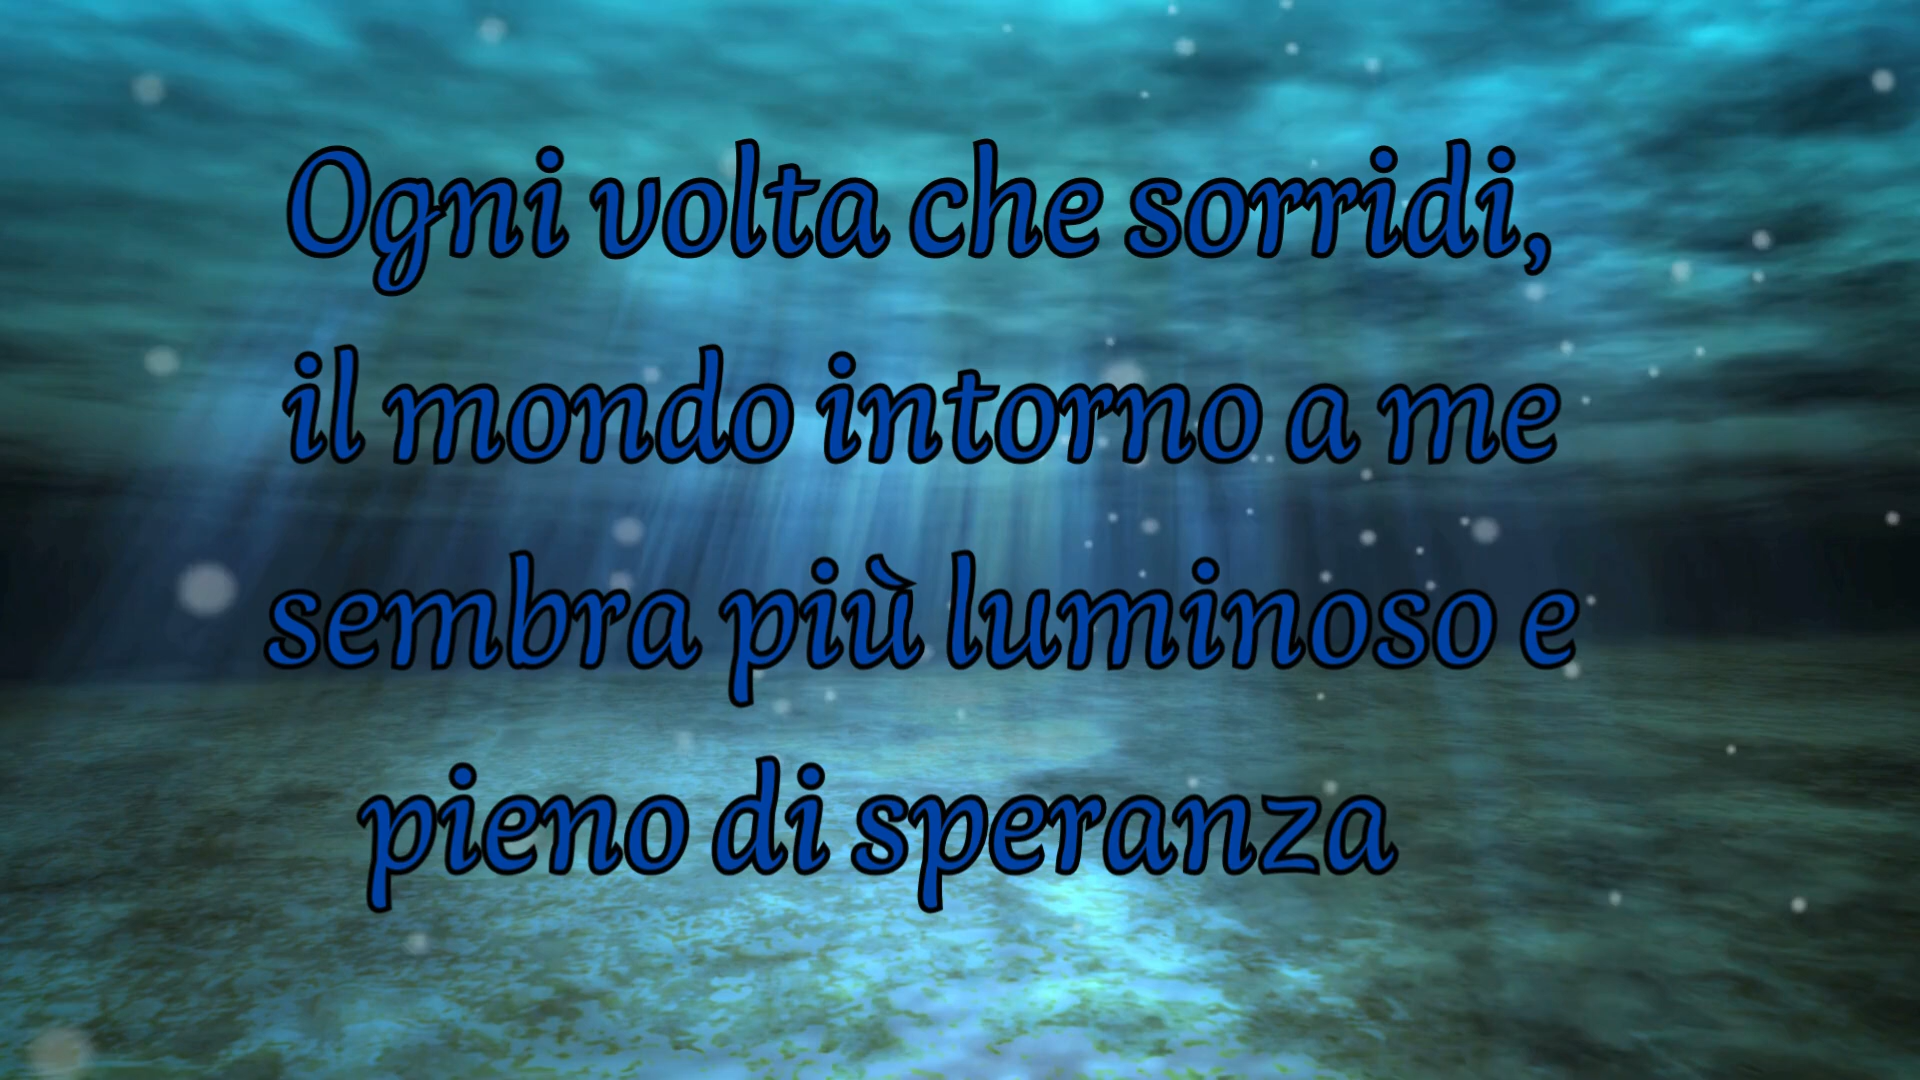 Ogni volta che sorridi,
il mondo intorno a me
sembra più luminoso e
pieno di speranza